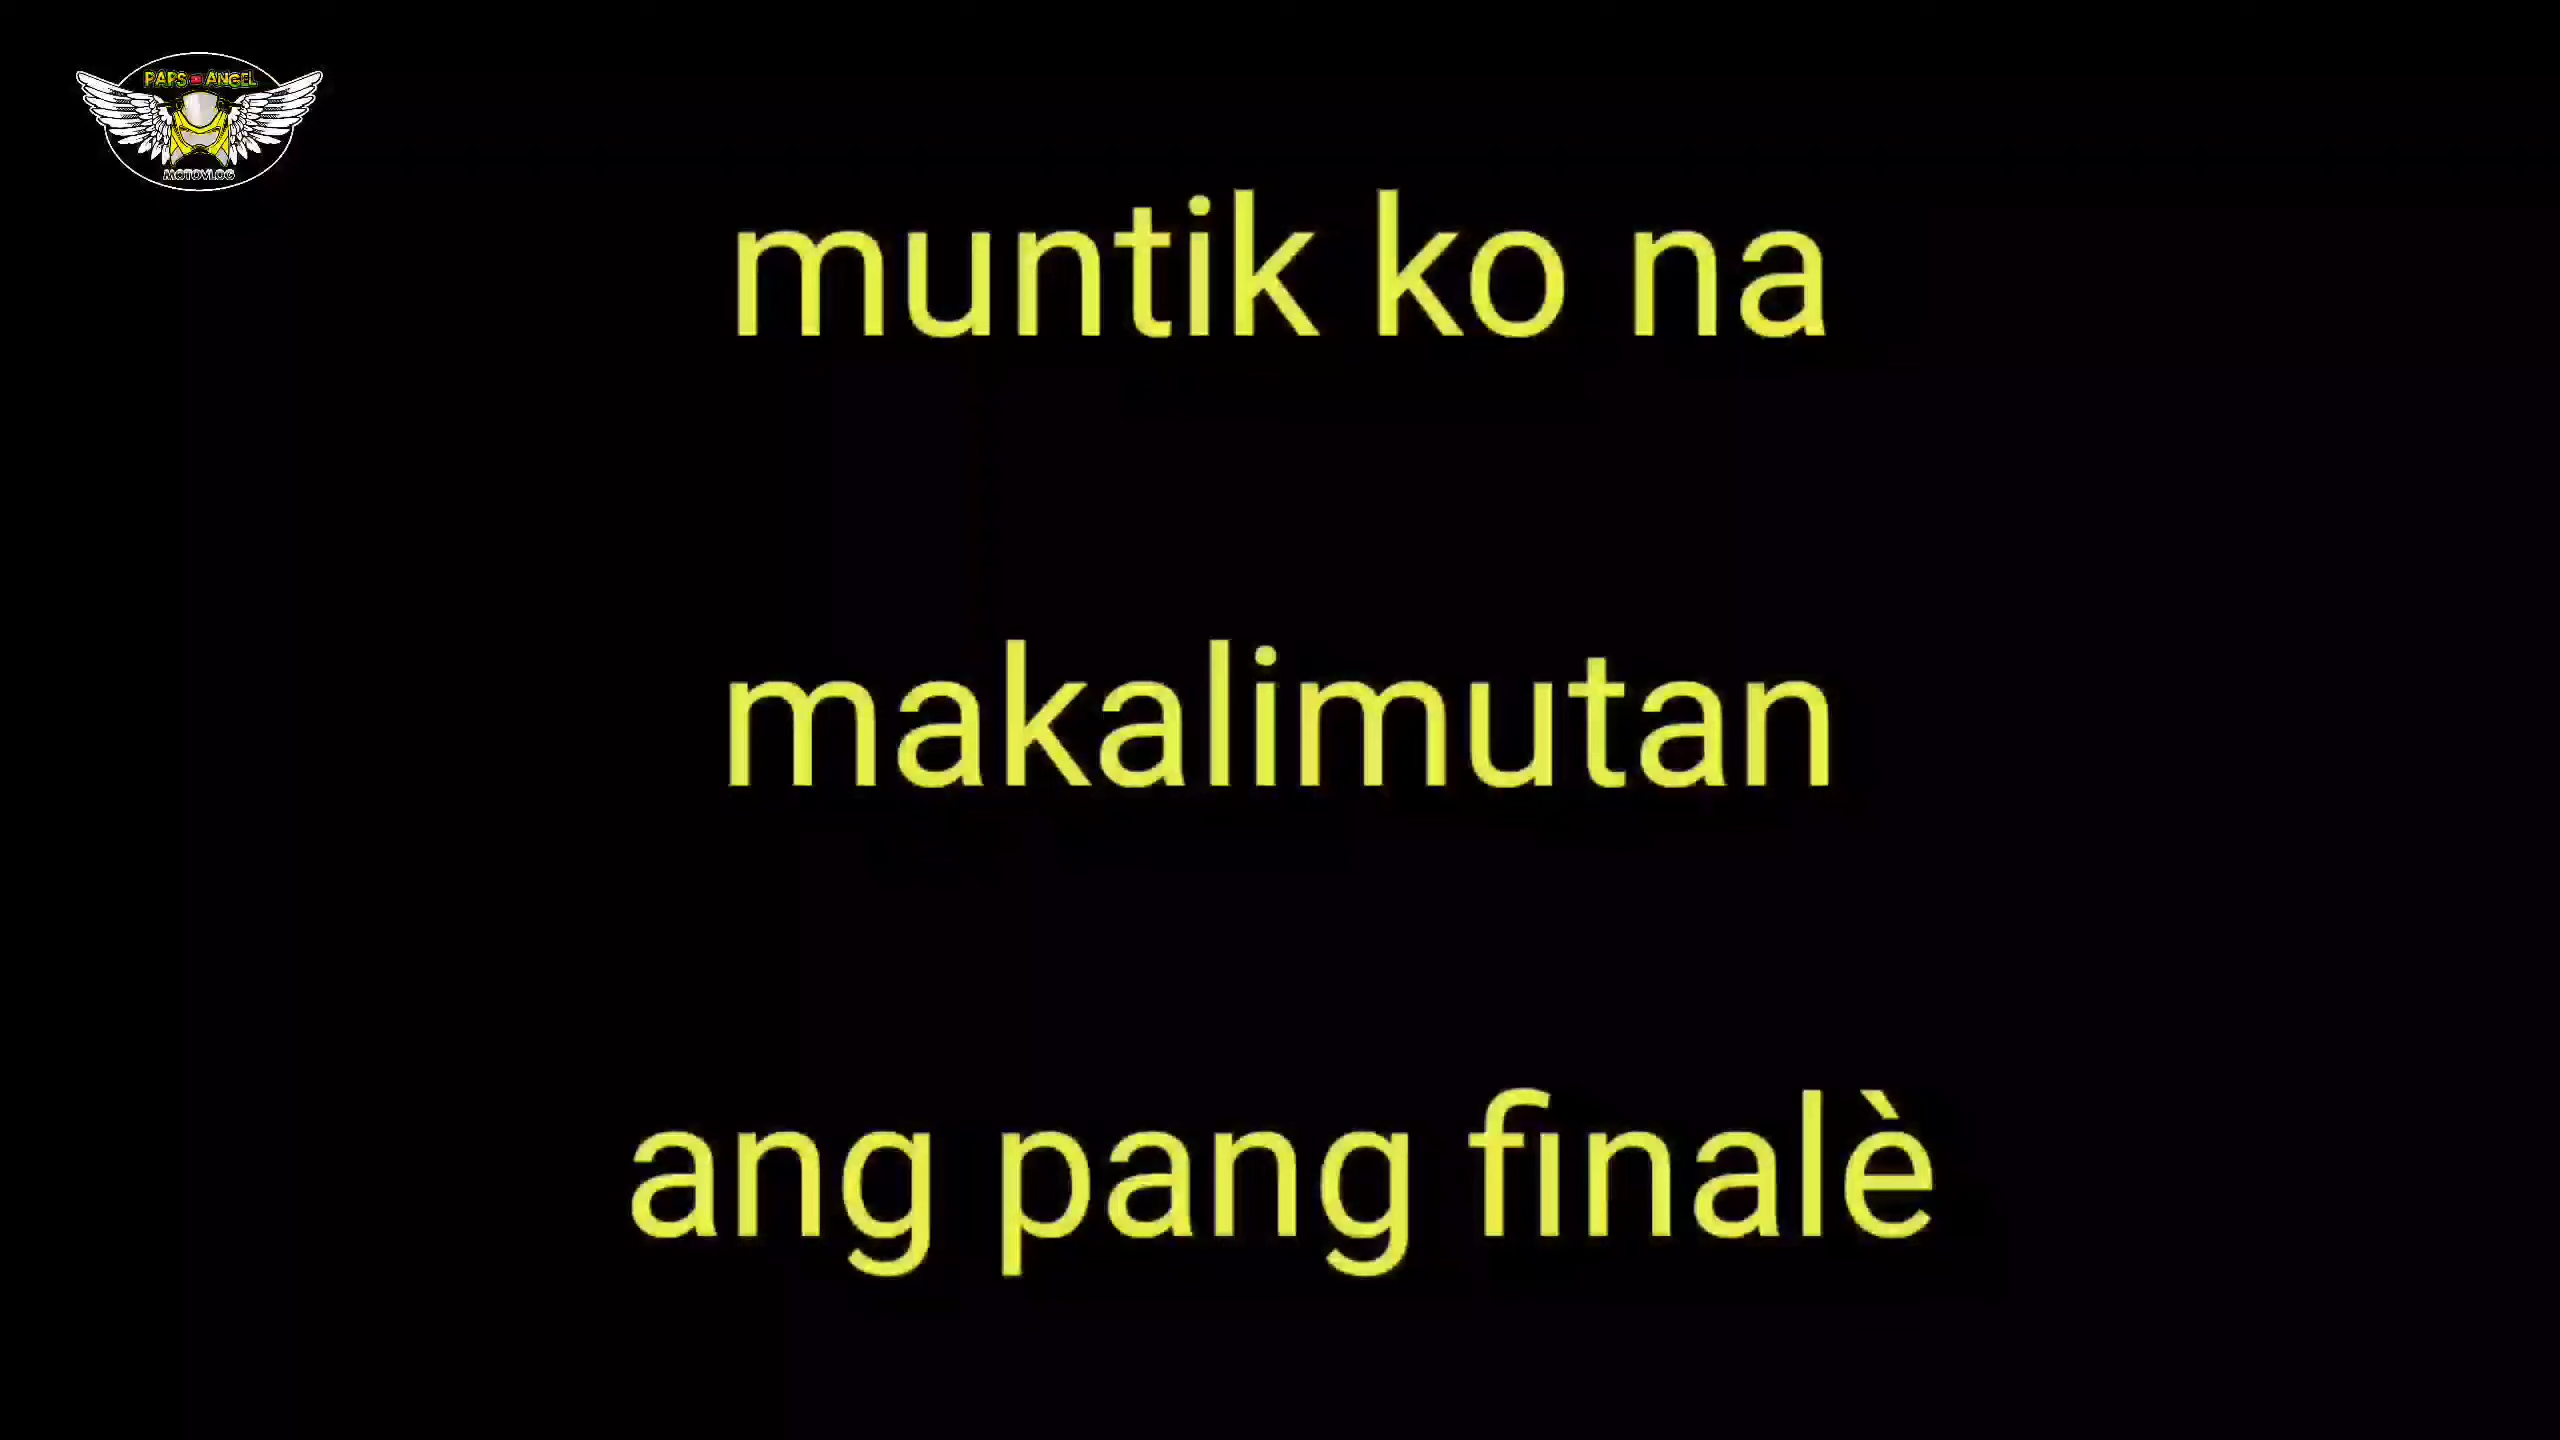 PAPS ANGEL
MOTOVLOG
muntik ko na
makalimutan
ang pang finalè